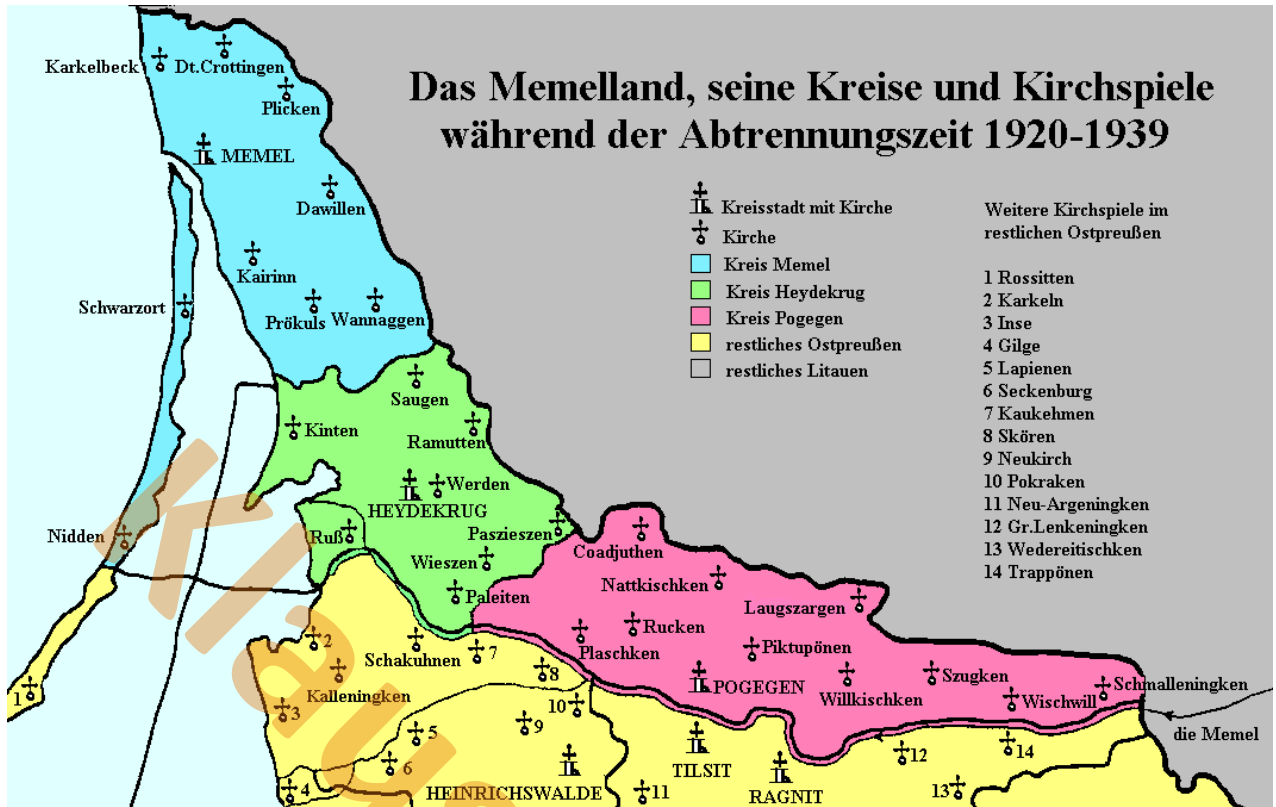 Das Memelland, seine Kreise und Kirchspiele
während der Abtrennungszeit 1920-1939
Kreisstadt mit Kirche
Kirche
Kreis Memel
Kreis Heydekrug
Kreis Pogegen
restliches Ostpreußen
restliches Litauen
Weitere Kirchspiele im
restlichen Ostpreußen
1 Rossitten
2 Karkeln
3 Inse
4 Gilge
5 Lapienen
6 Seckenburg
7 Kaukehmen
8 Skören
9 Neukirch
10 Pokraken
11 Neu-Argeningken
12 Gr.Lenkeningken
13 Wedereitischken
14 Trappönen
Karkelbeck
Dt.Crottingen
Plicken
MEMEL
Dawillen
Kairinn
Schwarzort
Prökuls
Wannaggen
Saugen
Kinten
Ramutten
Werden
HEYDEKRUG
Nidden
Ruß
Paszieszen
Wieszen
Paleiten
Coadjuthen
Nattkischken
Laugszargen
Rucken
Plaschken
Piktupönen
POGEGEN
Willkischken
Szugken
Wischwill
Schmalleningken
die Memel
2
Schakuhnen
7
8
Kalleningken
1
3
10
9
5
6
4
HEINRICHSWALDE
TILSIT
RAGNIT
11
12
14
13
Klaus